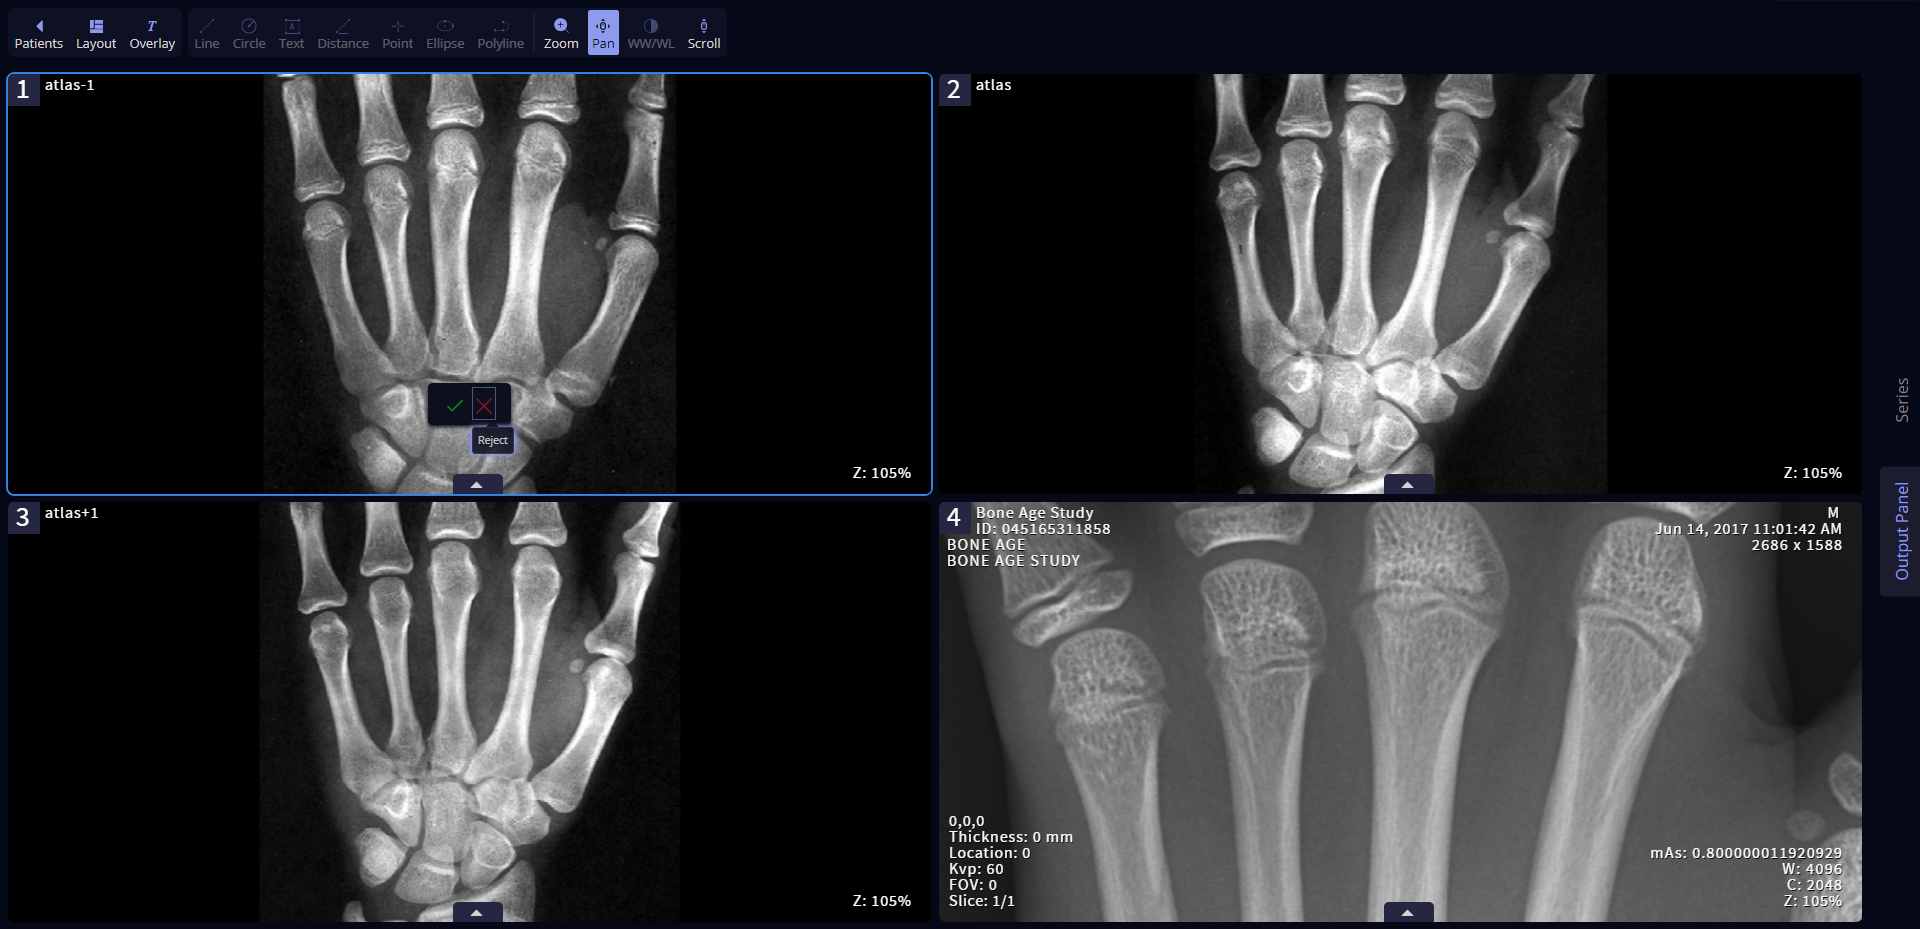 Patients Layout Overlay Line Circle Text Distance Point Ellipse Polyline Zoom Pan WW/WL Scroll
1 atlas-1
Reject
Z: 105%
2 atlas
Z: 105%
3 atlas+1
Z: 105%
4 Bone Age Study
ID: 045165311858
BONE AGE
BONE AGE STUDY
M
Jun 14, 2017 11:01:42 AM
2686 x 1588
0,0,0
Thickness: 0 mm
Location: 0
Kvp: 60
FOV: 0
Slice: 1/1
mAs: 0.800000011920929
W: 4096
C: 2048
Z: 105%
Series
Output Panel